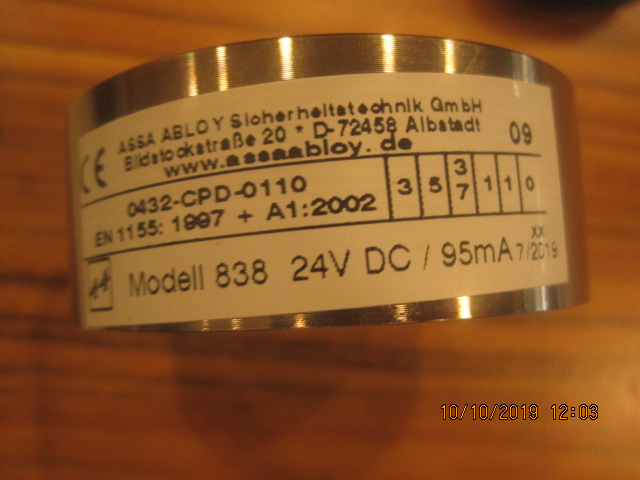 CE ASSA ABLOY Sicherheitstechnik GmbH
Bildstockstraße 20 * D-72458 Albstadt 09
www.assaabloy.de
0432-CPD-0110
EN 1155: 1997 + A1:2002
3 5 3/7 1 1 0
Modell 838 24V DC / 95mA
xx
7/2019
10/10/2019 12:03